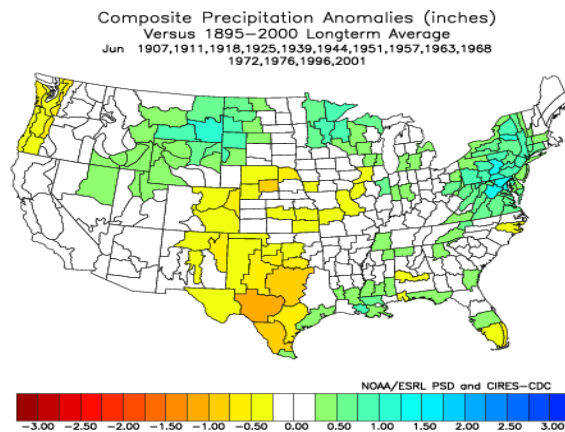 Composite Precipitation Anomalies (inches)
Versus 1895−2000 Longterm Average
Jun 1907,1911,1918,1925,1939,1944,1951,1957,1963,1968
1972,1976,1996,2001
NOAA/ESRL PSD and CIRES−CDC
−3.00 −2.50 −2.00 −1.50 −1.00 −0.50 0.00 0.50 1.00 1.50 2.00 2.50 3.00